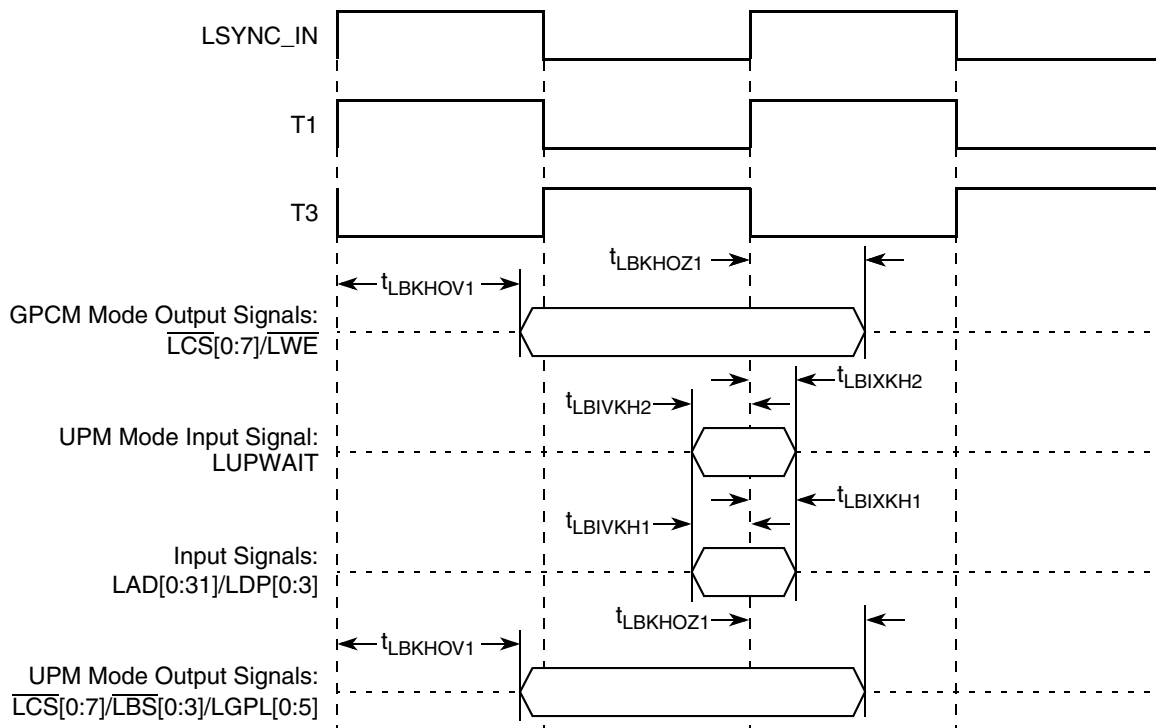 LSYNC_IN
T1
T3
tLBKHOZ1
tLBKHOV1
GPCM Mode Output Signals:
LCS[0:7]/LWE
tLBIXKH2
tLBIVKH2
UPM Mode Input Signal:
LUPWAIT
tLBIXKH1
tLBIVKH1
Input Signals:
LAD[0:31]/LDP[0:3]
tLBKHOZ1
tLBKHOV1
UPM Mode Output Signals:
LCS[0:7]/LBS[0:3]/LGPL[0:5]